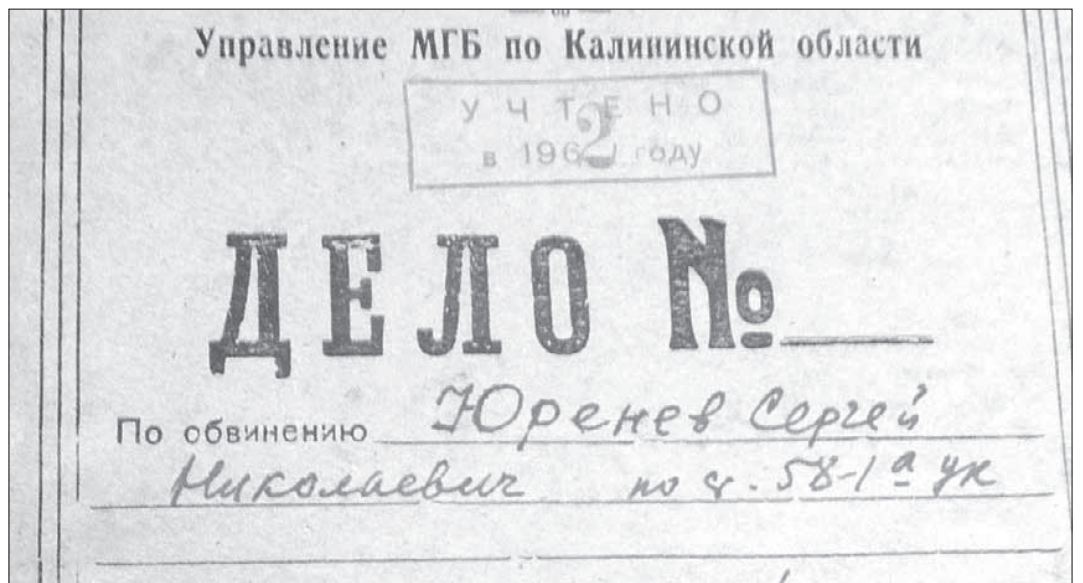 Управление МГБ по Калининской области
УЧТЕНО
в 1962 году
ДЕЛО №
По обвинению Юренев Сергей
Николаевич по ст. 58-1а ук